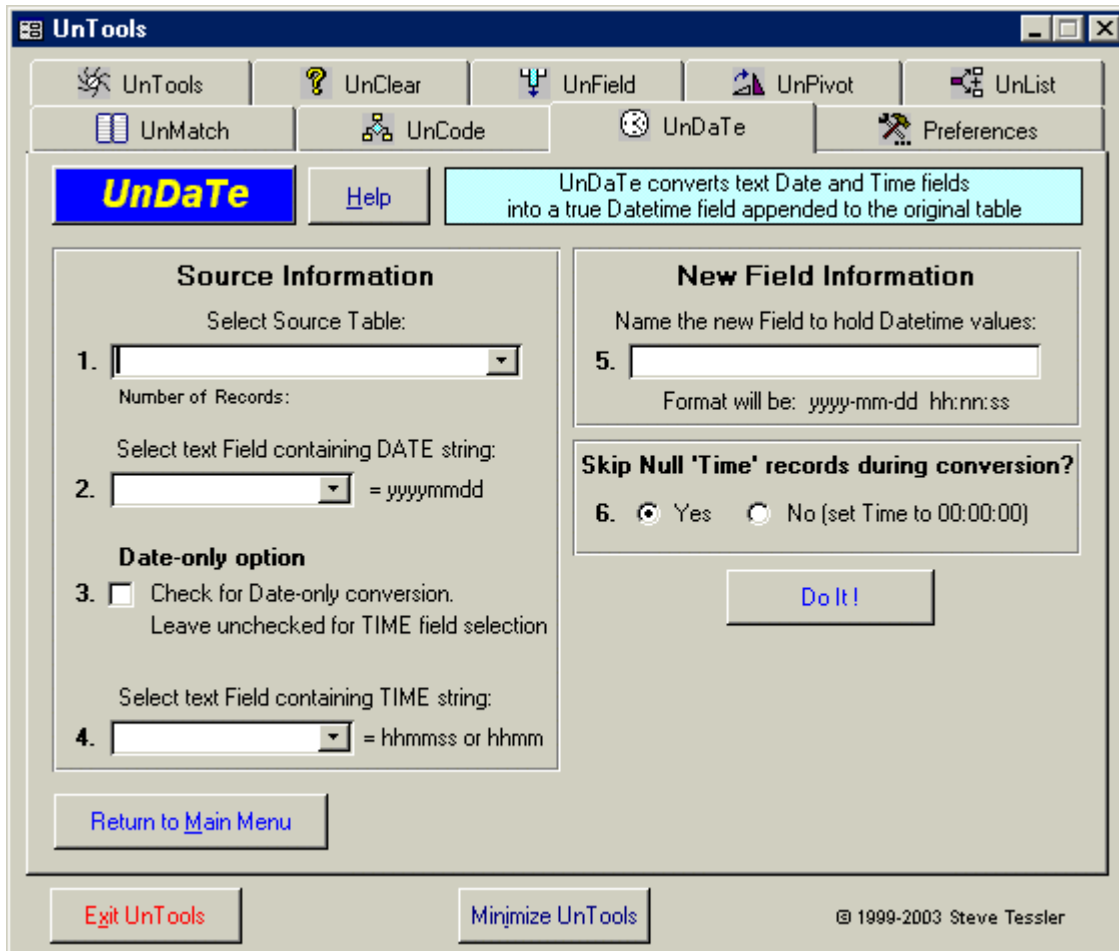 UnTools
UnTools UnClear UnField UnPivot UnList
UnMatch UnCode UnDaTe Preferences
UnDaTe
Help
UnDaTe converts text Date and Time fields
into a true Datetime field appended to the original table
Source Information
Select Source Table:
1.
Number of Records:
Select text Field containing DATE string:
2. = yyyymmdd
Date-only option
3. Check for Date-only conversion.
Leave unchecked for TIME field selection
Select text Field containing TIME string:
4. = hhmmss or hhmm
New Field Information
Name the new Field to hold Datetime values:
5.
Format will be: yyyy-mm-dd hh:nn:ss
Skip Null 'Time' records during conversion?
6. Yes No (set Time to 00:00:00)
Do It !
Return to Main Menu
Exit UnTools
Minimize UnTools
© 1999-2003 Steve Tessler